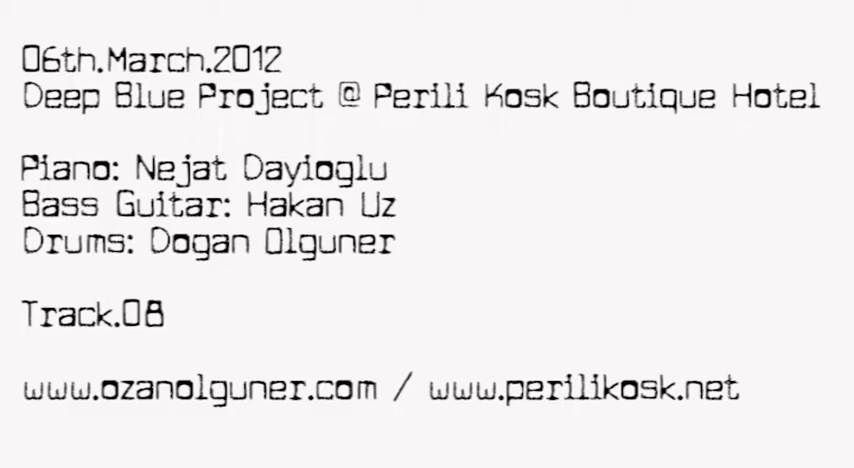 06th.March.2012
Deep Blue Project @ Perili Kosk Boutique Hotel
Piano: Nejat Dayioglu
Bass Guitar: Hakan Uz
Drums: Dogan Olguner
Track.08
www.ozanolguner.com / www.perilikosk.net